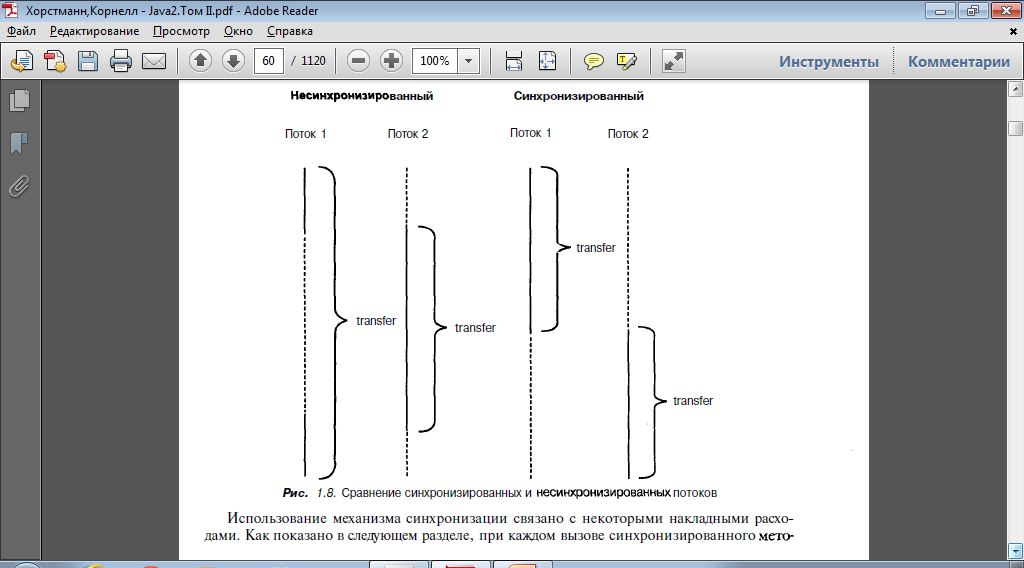 Хорстманн,Корнелл - Java2.Том II.pdf - Adobe Reader
Файл Редактирование Просмотр Окно Справка
60 / 1120 100% Инструменты Комментарии
Несинхронизированный Синхронизированный
Поток 1 Поток 2 Поток 1 Поток 2
transfer
transfer transfer
transfer
Рис. 1.8. Сравнение синхронизированных и несинхронизированных потоков
Использование механизма синхронизации связано с некоторыми накладными расхо-
дами. Как показано в следующем разделе, при каждом вызове синхронизированного мето-